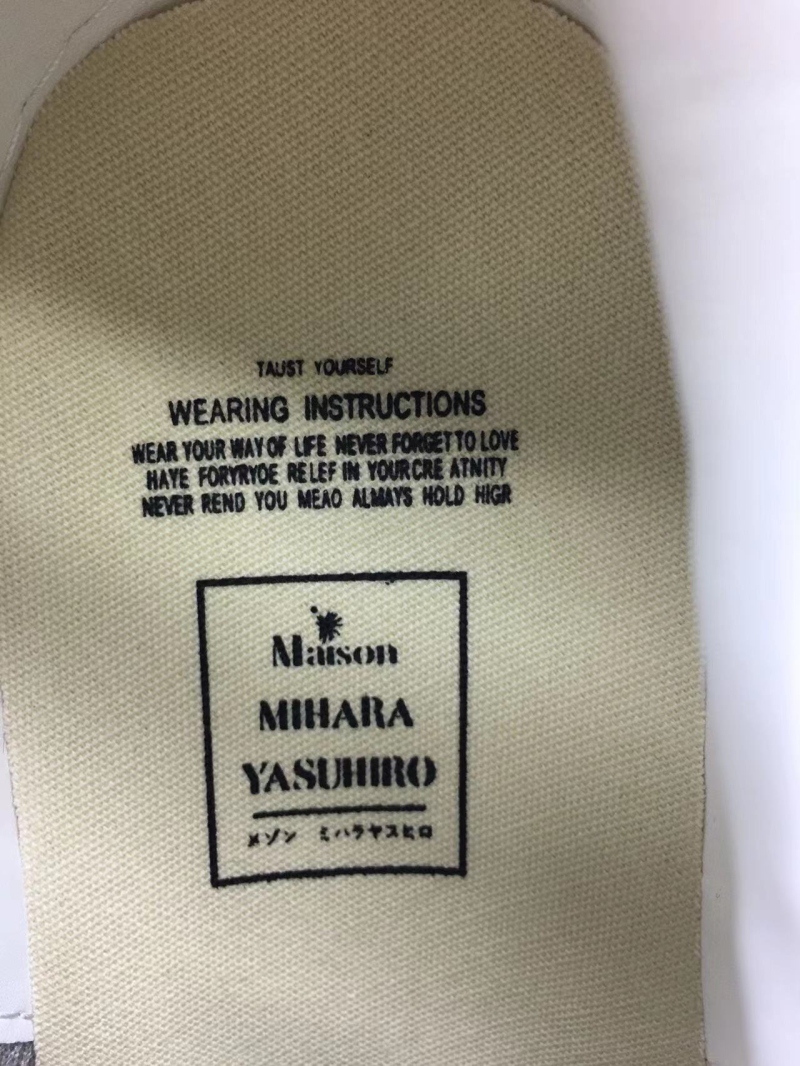 TAUST YOURSELF
WEARING INSTRUCTIONS
WEAR YOUR WAY OF LIFE NEVER FORGET TO LOVE
HAYE FORYRYOE RELEF IN YOUR CRE ATNITY
NEVER REND YOU MEAO ALMAYS HOLD HIGR
Maison
MIHARA
YASUHIRO
メゾン ミハラヤスヒロ